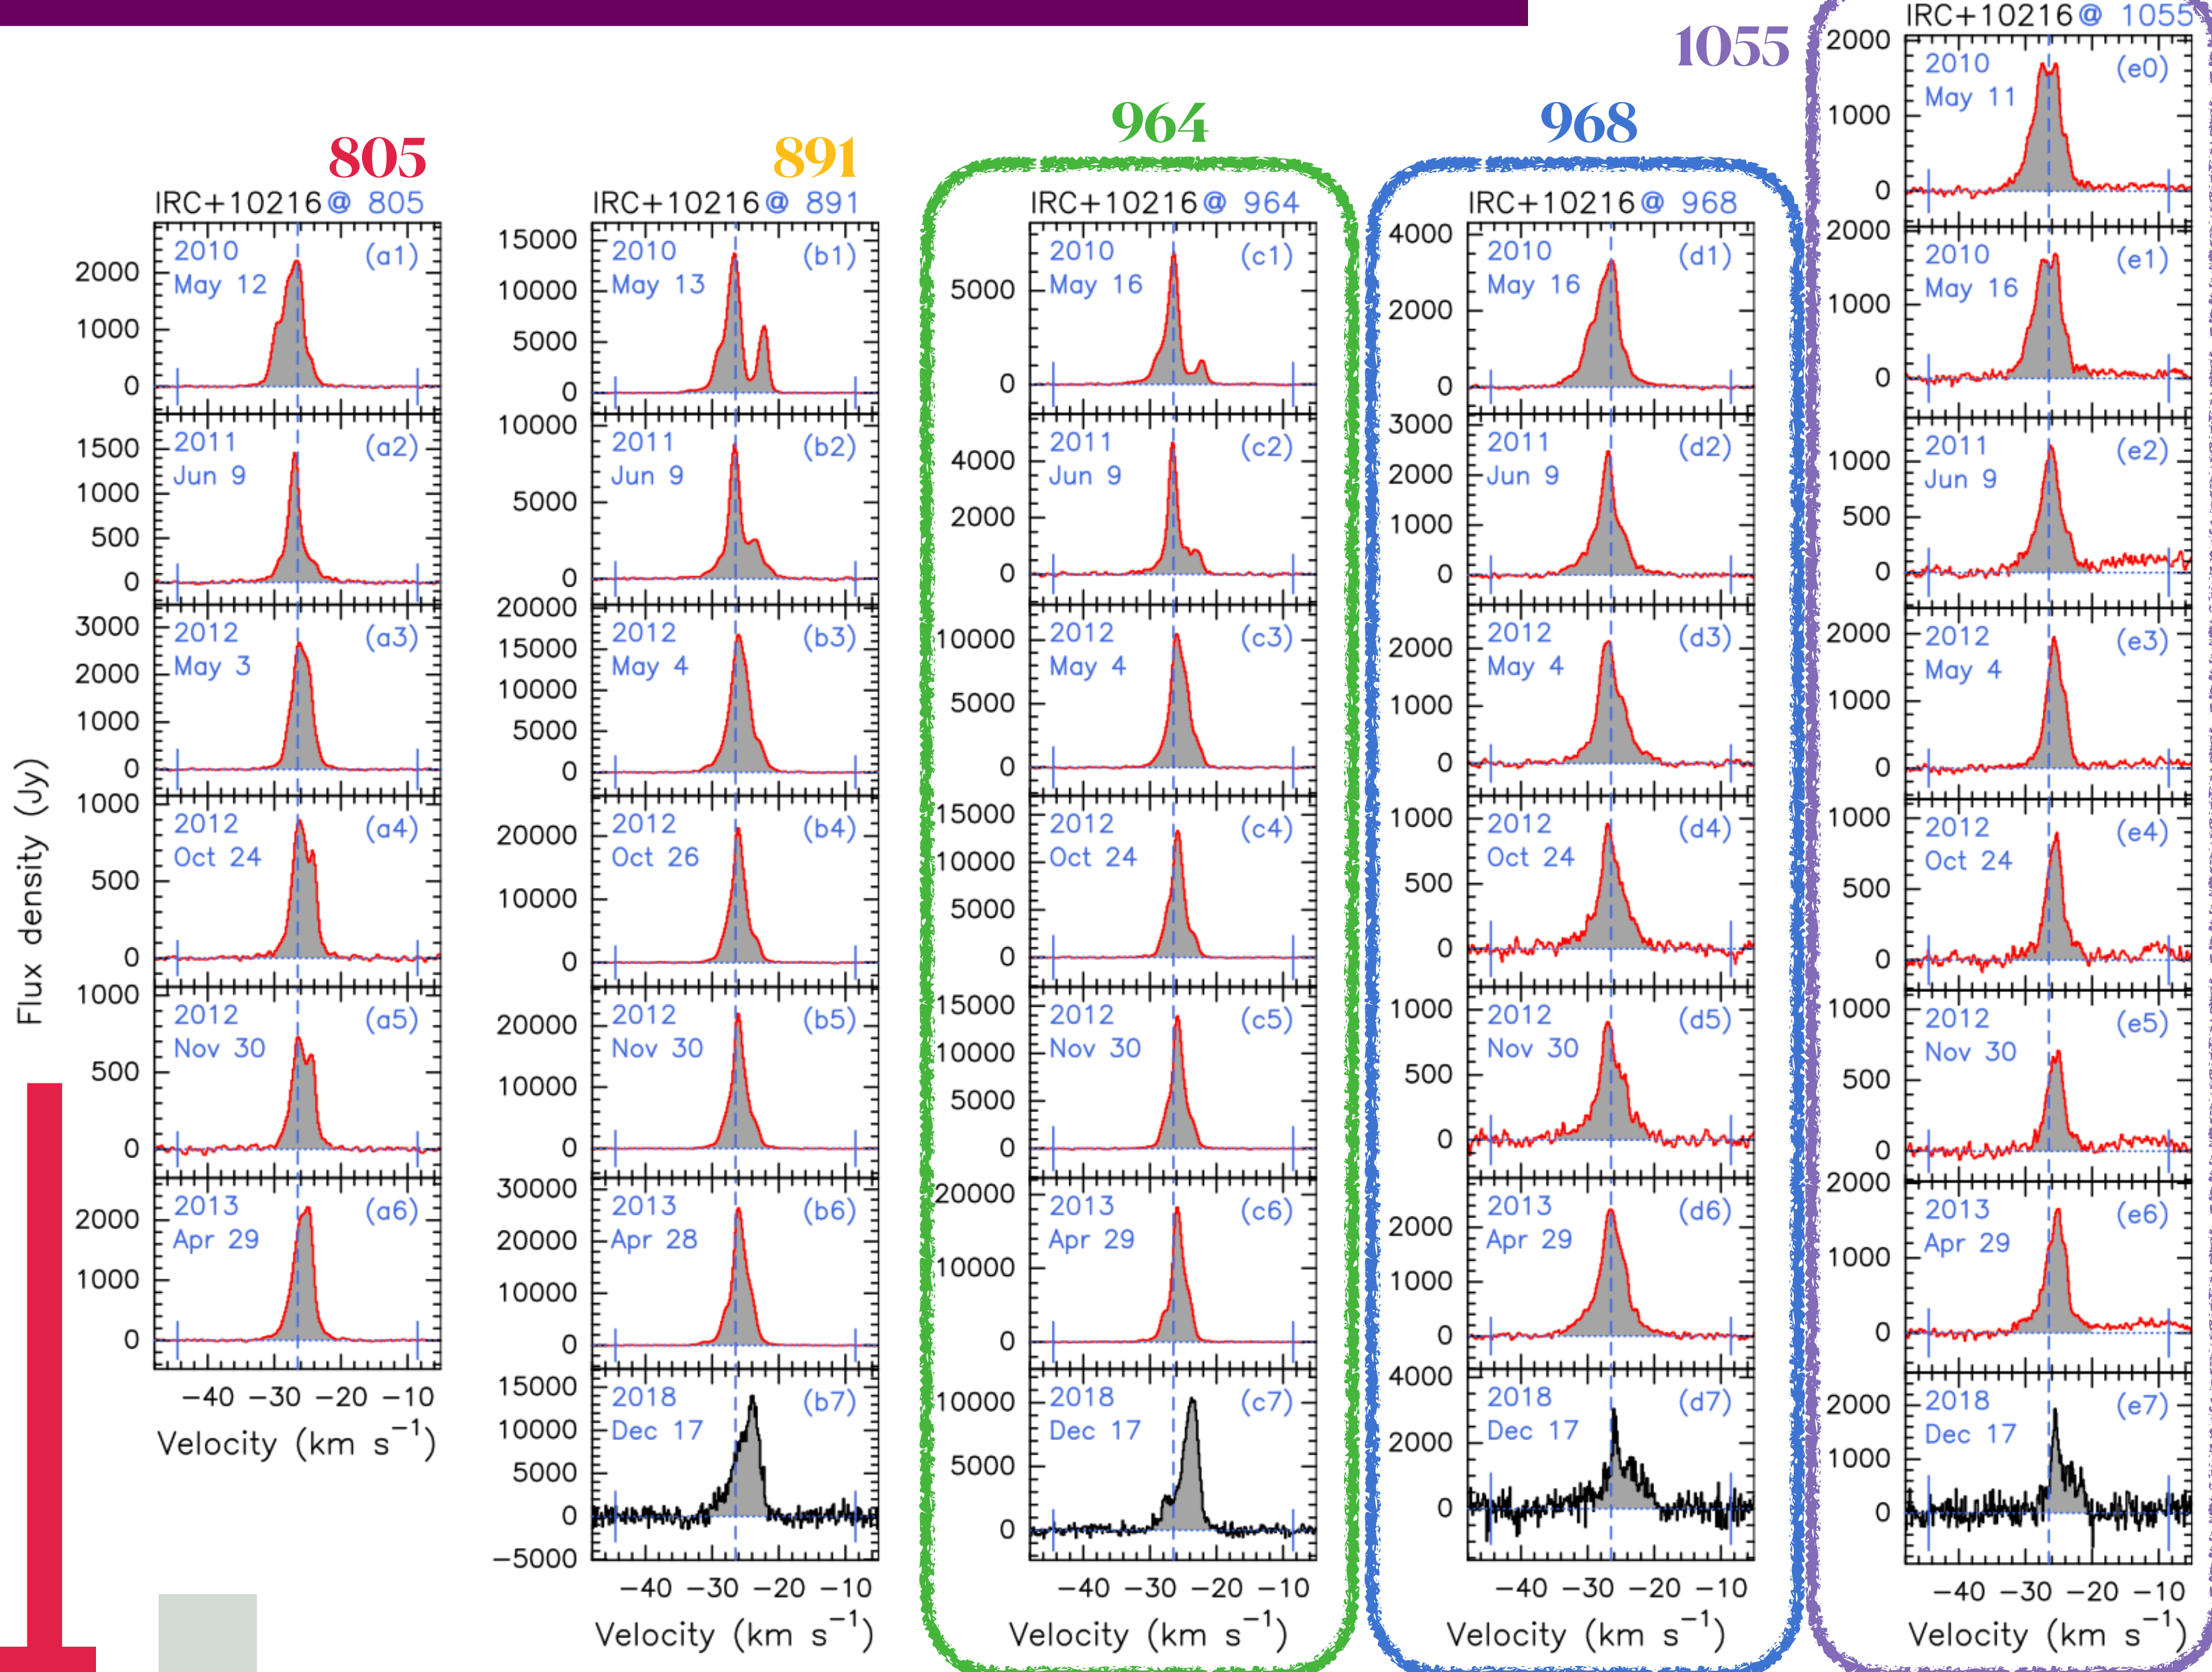 1055
805
891
964
968
Flux density (Jy)
IRC+10216@ 805
2010
May 12
(a1)
2000
1000
0
2011
Jun 9
(a2)
1500
1000
500
0
2012
May 3
(a3)
3000
2000
1000
0
2012
Oct 24
(a4)
1000
500
0
2012
Nov 30
(a5)
1000
500
0
2013
Apr 29
(a6)
2000
1000
0
−40 −30 −20 −10
Velocity (km s−1)
IRC+10216@ 891
2010
May 13
(b1)
15000
10000
5000
0
2011
Jun 9
(b2)
10000
5000
0
2012
May 4
(b3)
20000
15000
10000
5000
0
2012
Oct 26
(b4)
20000
10000
0
2012
Nov 30
(b5)
20000
10000
0
2013
Apr 28
(b6)
30000
20000
10000
0
2018
Dec 17
(b7)
15000
10000
5000
0
−5000
−40 −30 −20 −10
Velocity (km s−1)
IRC+10216@ 964
2010
May 16
(c1)
5000
0
2011
Jun 9
(c2)
4000
2000
0
2012
May 4
(c3)
10000
5000
0
2012
Oct 24
(c4)
15000
10000
5000
0
2012
Nov 30
(c5)
15000
10000
5000
0
2013
Apr 29
(c6)
20000
10000
0
2018
Dec 17
(c7)
10000
5000
0
−40 −30 −20 −10
Velocity (km s−1)
IRC+10216@ 968
2010
May 16
(d1)
4000
2000
0
2011
Jun 9
(d2)
3000
2000
1000
0
2012
May 4
(d3)
2000
1000
0
2012
Oct 24
(d4)
1000
500
0
2012
Nov 30
(d5)
1000
500
0
2013
Apr 29
(d6)
2000
1000
0
2018
Dec 17
(d7)
4000
2000
0
−40 −30 −20 −10
Velocity (km s−1)
IRC+10216@ 1055
2010
May 11
(e0)
2000
1000
0
2010
May 16
(e1)
2000
1000
0
2011
Jun 9
(e2)
1000
500
0
2012
May 4
(e3)
2000
1000
0
2012
Oct 24
(e4)
1000
500
0
2012
Nov 30
(e5)
1000
500
0
2013
Apr 29
(e6)
2000
1000
0
2018
Dec 17
(e7)
2000
1000
0
−40 −30 −20 −10
Velocity (km s−1)